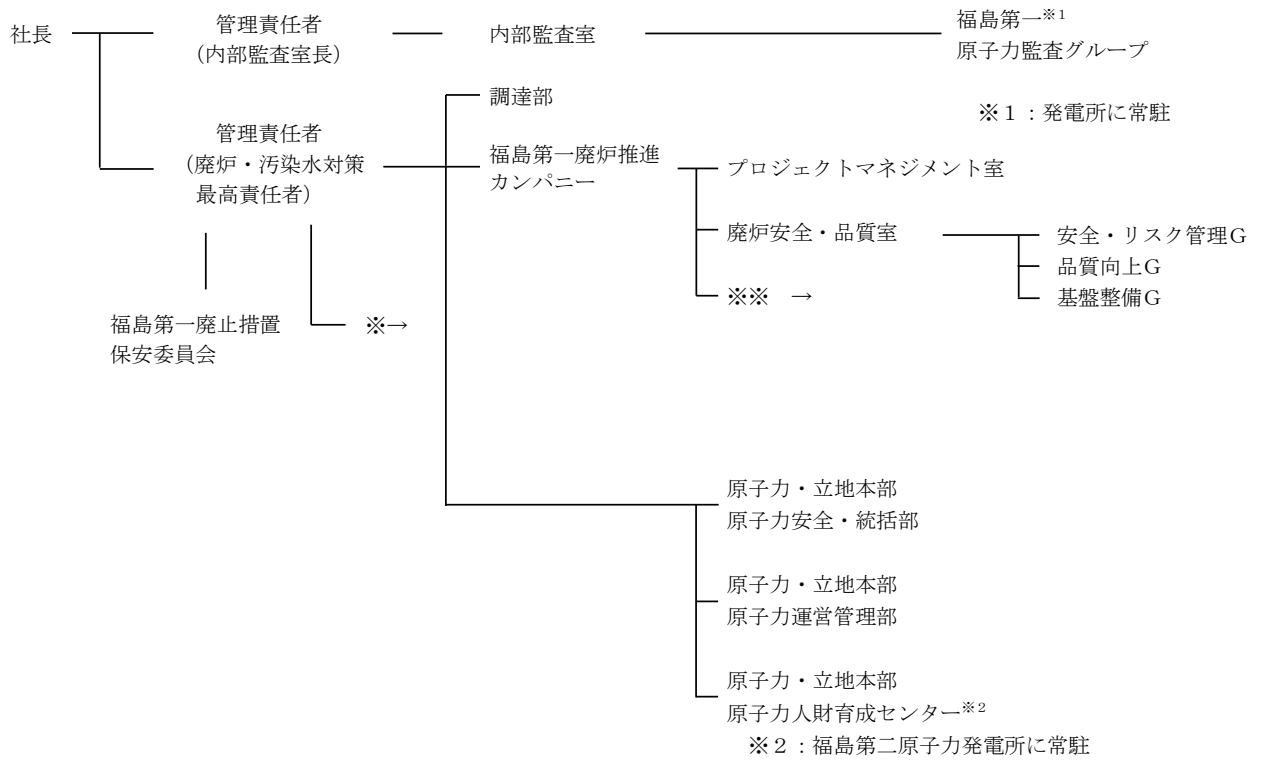 社長
管理責任者
(内部監査室長)
内部監査室
福島第一※1
原子力監査グループ
※1:発電所に常駐
調達部
管理責任者
(廃炉・汚染水対策
最高責任者)
福島第一廃炉推進
カンパニー
プロジェクトマネジメント室
廃炉安全・品質室
安全・リスク管理G
品質向上G
基盤整備G
※※ →
福島第一廃止措置
保安委員会
※→
原子力・立地本部
原子力安全・統括部
原子力・立地本部
原子力運営管理部
原子力・立地本部
原子力人財育成センター※2
※2:福島第二原子力発電所に常駐